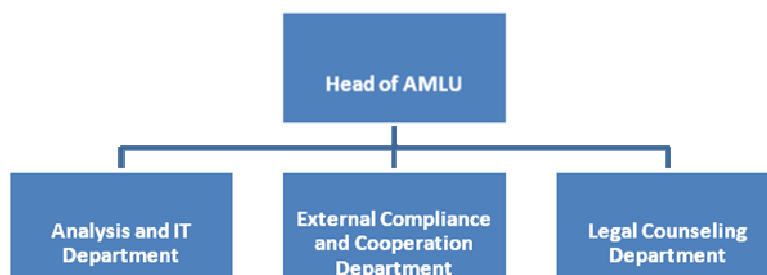 Head of AMLU
Analysis and IT
Department
External Compliance
and Cooperation
Department
Legal Counseling
Department